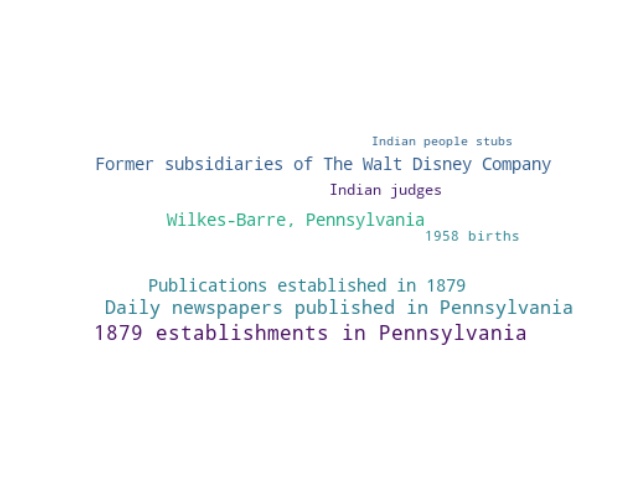 Indian people stubs
Former subsidiaries of The Walt Disney Company
Indian judges
Wilkes-Barre, Pennsylvania
1958 births
Publications established in 1879
Daily newspapers published in Pennsylvania
1879 establishments in Pennsylvania